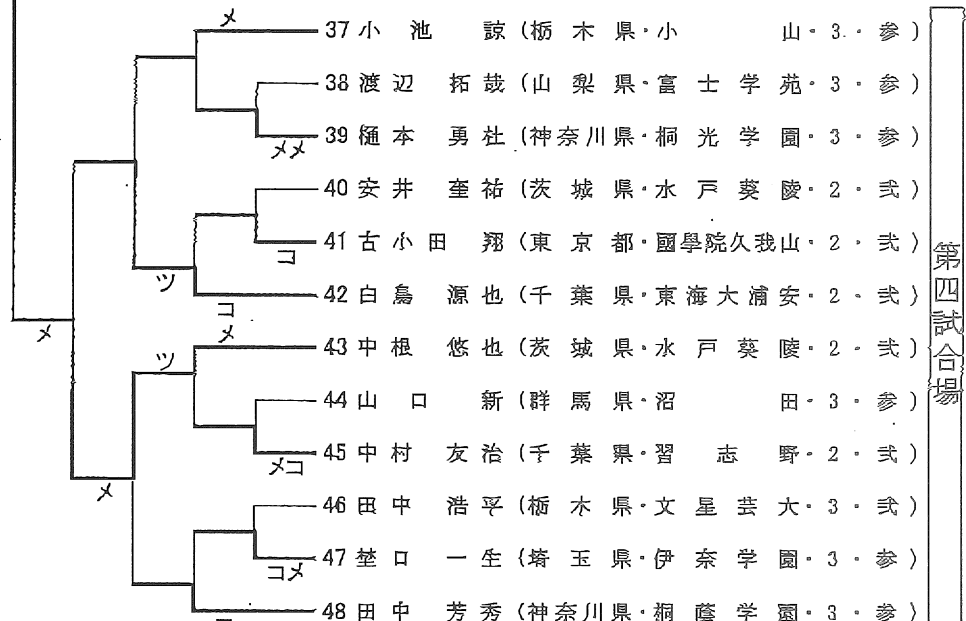 メ
37 小池 諒 (栃木県・小山・3・参)
38 渡辺 拓哉 (山梨県・富士学苑・3・参)
39 樋本 勇社 (神奈川県・桐光学園・3・参)
メメ
40 安井 奎祐 (茨城県・水戸葵陵・2・弐)
41 古小田 翔 (東京都・國學院久我山・2・弐)
コ
ツ
42 白鳥 源也 (千葉県・東海大浦安・2・弐)
コ
メ
メ
ツ
43 中根 悠也 (茨城県・水戸葵陵・2・弐)
44 山口 新 (群馬県・沼田・3・参)
45 中村 友治 (千葉県・習志野・2・弐)
メコ
メ
46 田中 浩平 (栃木県・文星芸大・3・弐)
47 埜口 一生 (埼玉県・伊奈学園・3・参)
コメ
48 田中 芳秀 (神奈川県・桐蔭学園・3・参)
第四試合場